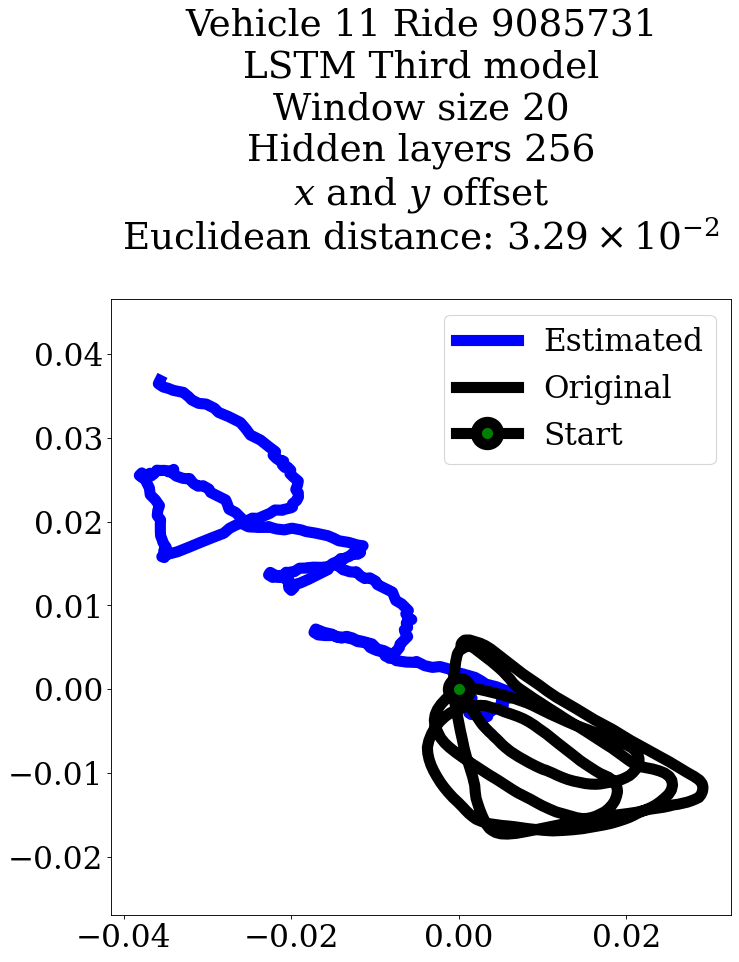 Vehicle 11 Ride 9085731
LSTM Third model
Window size 20
Hidden layers 256
x and y offset
Euclidean distance: 3.29 × 10⁻²
Estimated
Original
Start
0.04
0.03
0.02
0.01
0.00
−0.01
−0.02
−0.04
−0.02
0.00
0.02